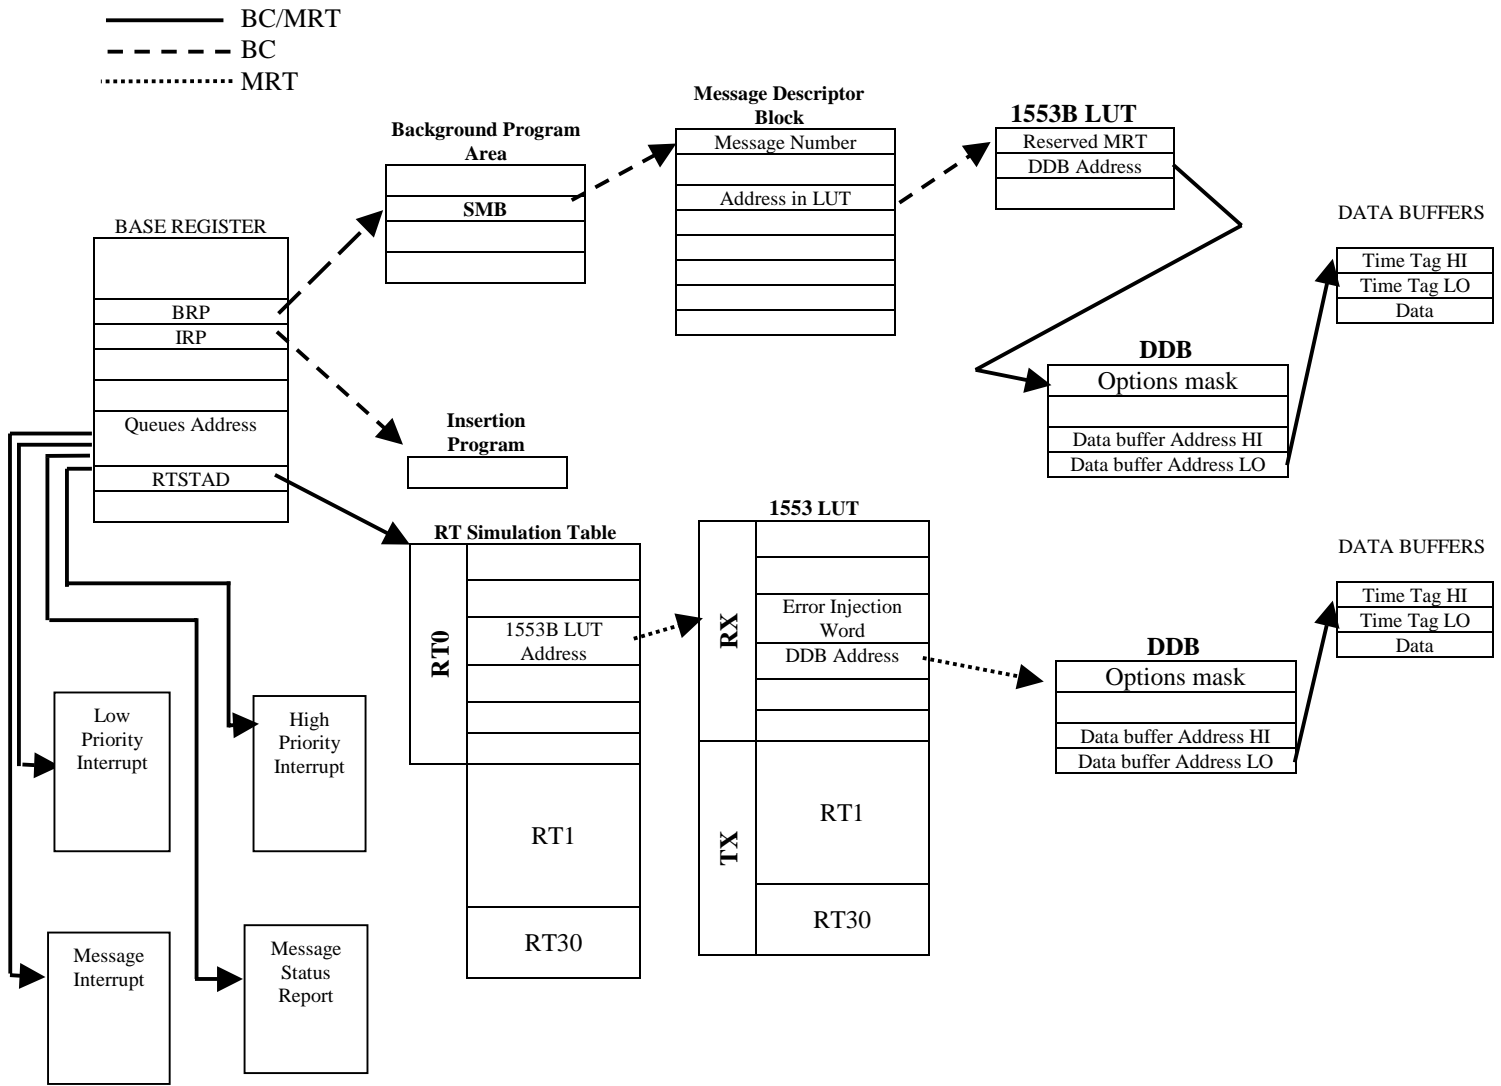 BC/MRT
BC
MRT
Message Descriptor
Block
Message Number
Address in LUT
1553B LUT
Reserved MRT
DDB Address
Background Program
Area
SMB
DATA BUFFERS
Time Tag HI
Time Tag LO
Data
BASE REGISTER
BRP
IRP
Queues Address
RTSTAD
DDB
Options mask
Data buffer Address HI
Data buffer Address LO
Insertion
Program
RT Simulation Table
RT0
1553B LUT
Address
RT1
RT30
1553 LUT
RX
Error Injection
Word
DDB Address
TX
RT1
RT30
DATA BUFFERS
Time Tag HI
Time Tag LO
Data
DDB
Options mask
Data buffer Address HI
Data buffer Address LO
Low
Priority
Interrupt
High
Priority
Interrupt
Message
Interrupt
Message
Status
Report